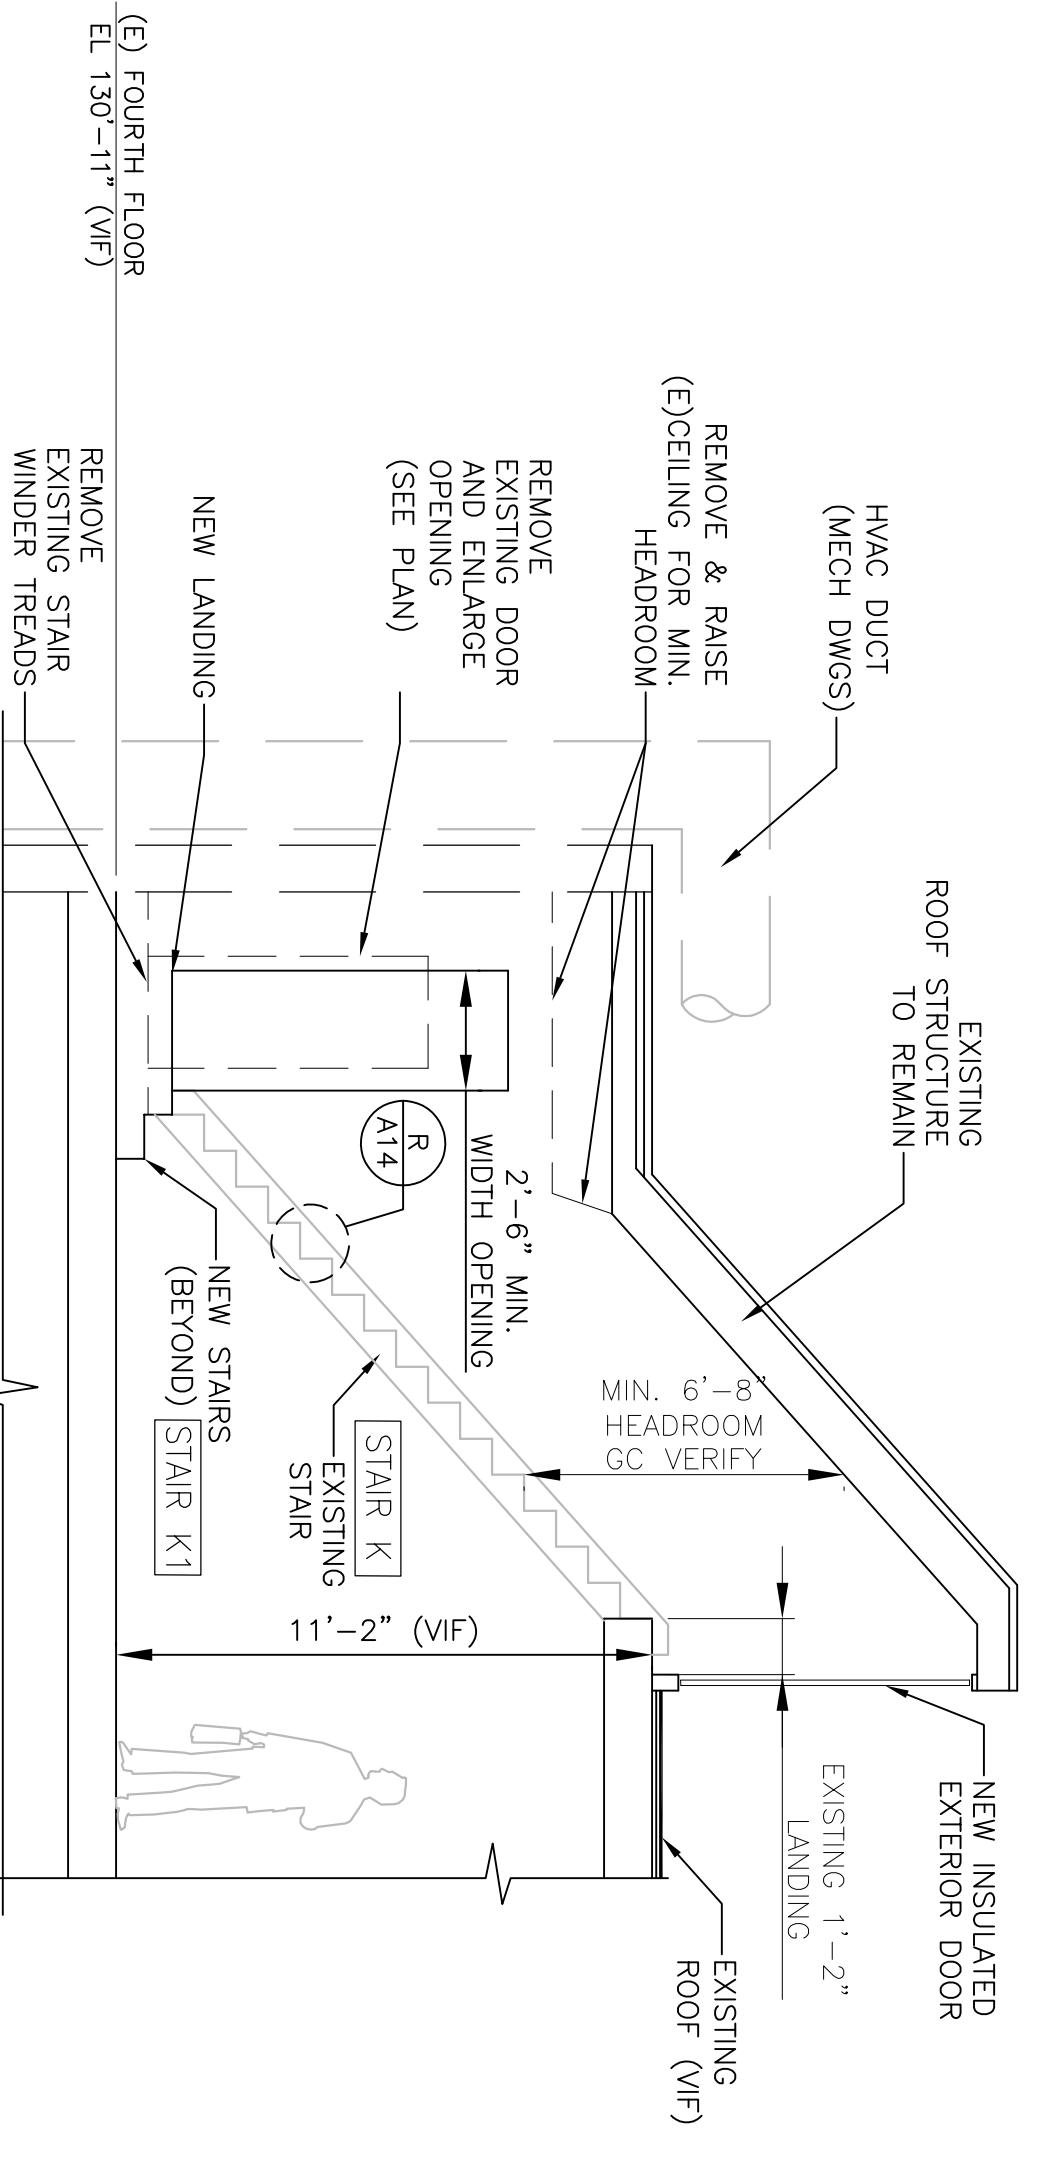 HVAC DUCT
(MECH DWGS)
REMOVE & RAISE
(E)CEILING FOR MIN.
HEADROOM
REMOVE
EXISTING DOOR
AND ENLARGE
OPENING
(SEE PLAN)
NEW LANDING
(E) FOURTH FLOOR
EL 130'-11" (VIF)
REMOVE
EXISTING STAIR
WINDER TREADS
EXISTING
ROOF STRUCTURE
TO REMAIN
2'-6" MIN.
WIDTH OPENING
R
A14
NEW STAIRS
(BEYOND)
STAIR K1
STAIR K
EXISTING
STAIR
MIN. 6'-8"
HEADROOM
GC VERIFY
11'-2" (VIF)
NEW INSULATED
EXTERIOR DOOR
EXISTING 1'-2"
LANDING
EXISTING
ROOF (VIF)